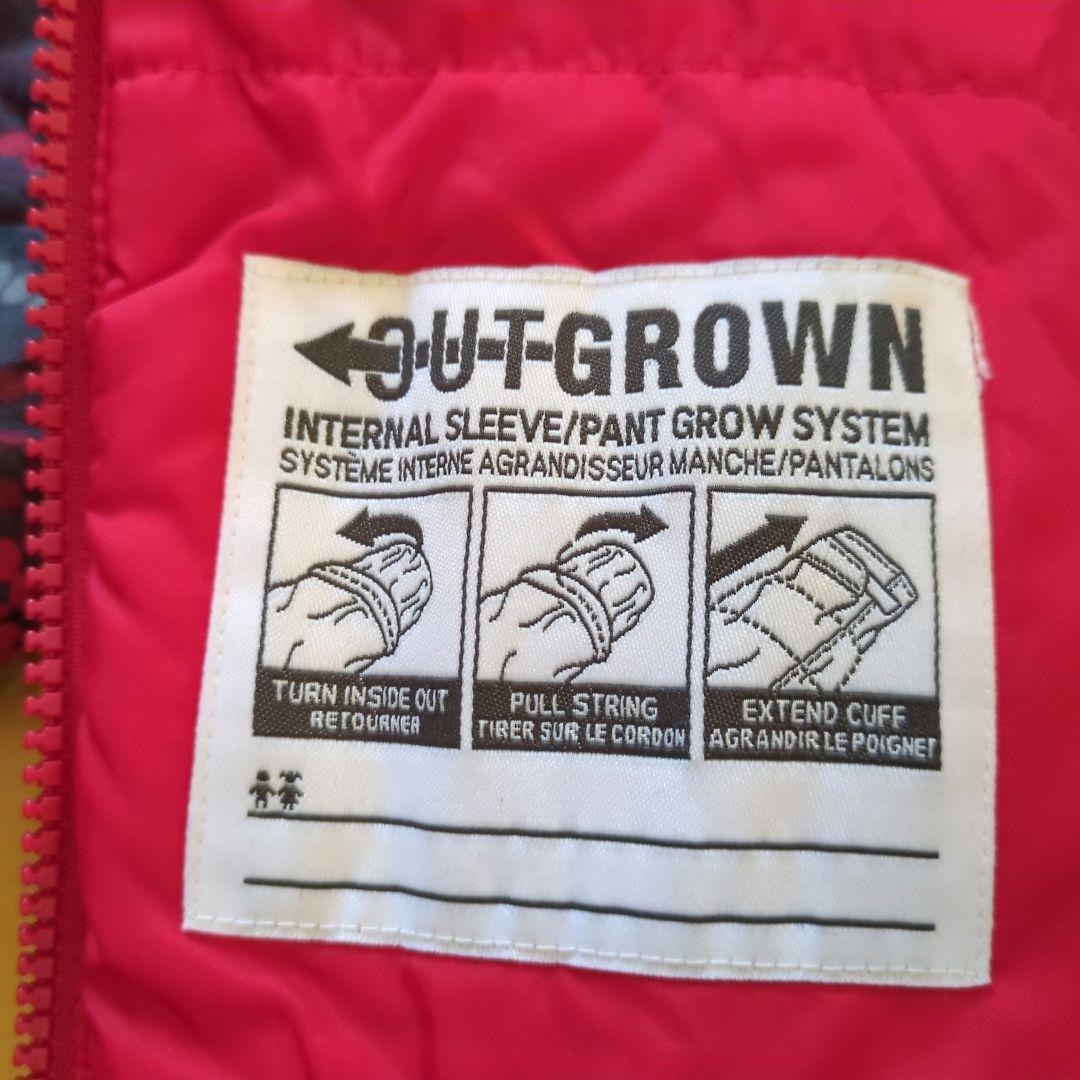 OUTGROWN
INTERNAL SLEEVE/PANT GROW SYSTEM
SYSTÈME INTERNE AGRANDISSEUR MANCHE/PANTALONS
TURN INSIDE OUT
RETOURNER
PULL STRING
TIRER SUR LE CORDON
EXTEND CUFF
AGRANDIR LE POIGNET